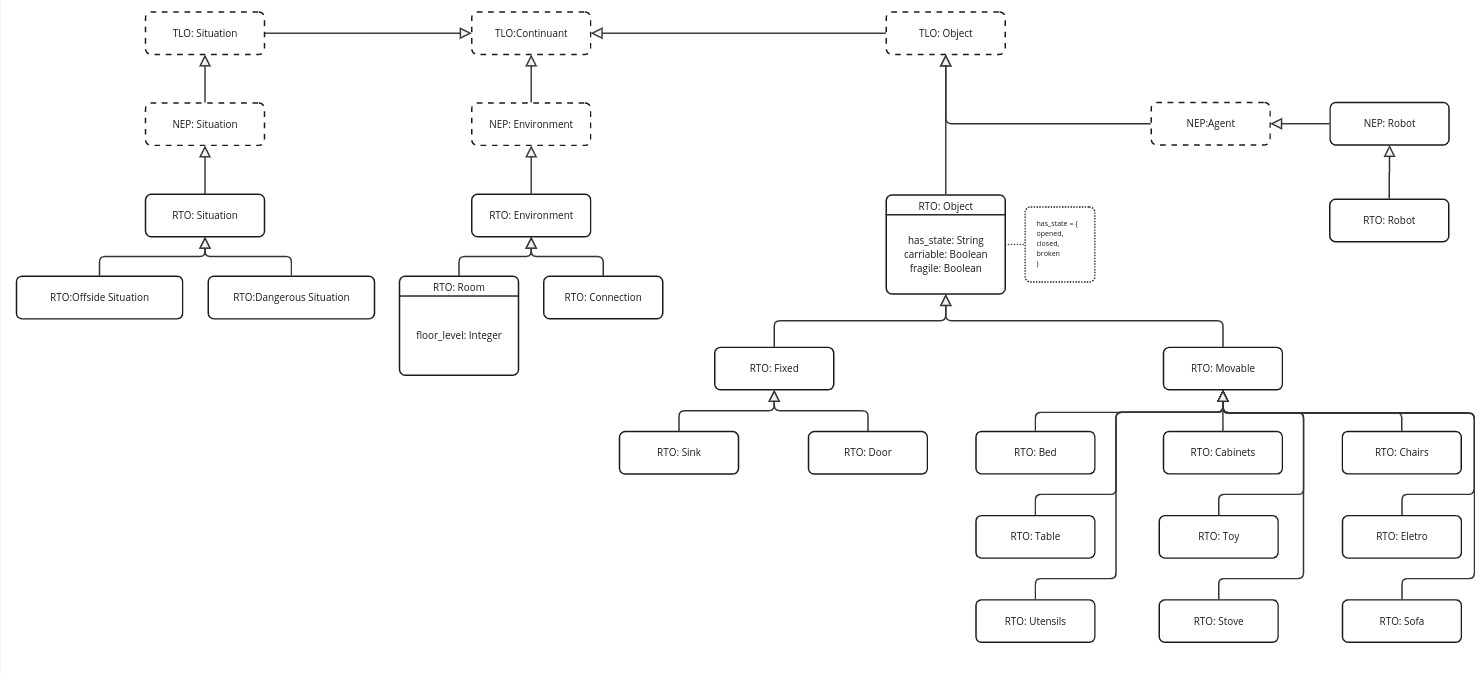 TLO: Situation
TLO:Continuant
TLO: Object
NEP: Situation
NEP: Environment
NEP:Agent
NEP: Robot
RTO: Situation
RTO: Environment
RTO: Object
has_state: String
carriable: Boolean
fragile: Boolean
has_state = {
opened,
closed,
broken
}
RTO: Robot
RTO:Offside Situation
RTO:Dangerous Situation
RTO: Room
floor_level: Integer
RTO: Connection
RTO: Fixed
RTO: Movable
RTO: Sink
RTO: Door
RTO: Bed
RTO: Cabinets
RTO: Chairs
RTO: Table
RTO: Toy
RTO: Eletro
RTO: Utensils
RTO: Stove
RTO: Sofa